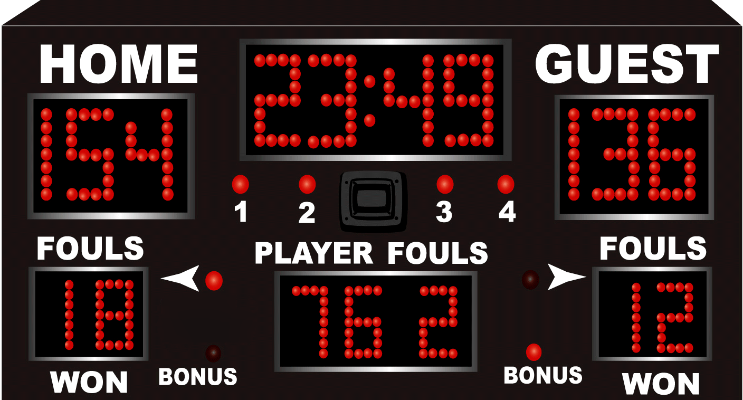 HOME 23:49 GUEST
154 136
1 2 3 4
FOULS PLAYER FOULS FOULS
18 76 2 12
WON BONUS BONUS WON